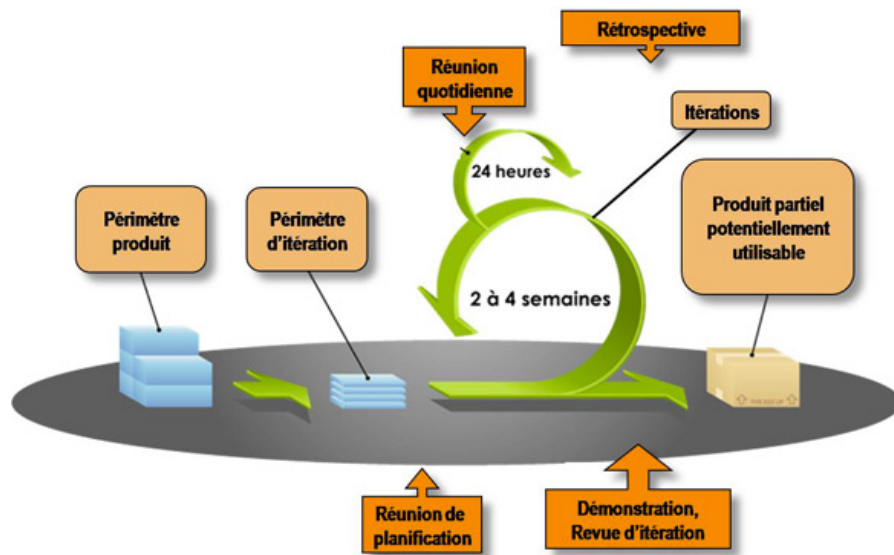 Rétrospective
Réunion
quotidienne
Itérations
24 heures
Périmètre
produit
Périmètre
d'itération
Produit partiel
potentiellement
utilisable
2 à 4 semaines
Réunion de
planification
Démonstration,
Revue d'itération